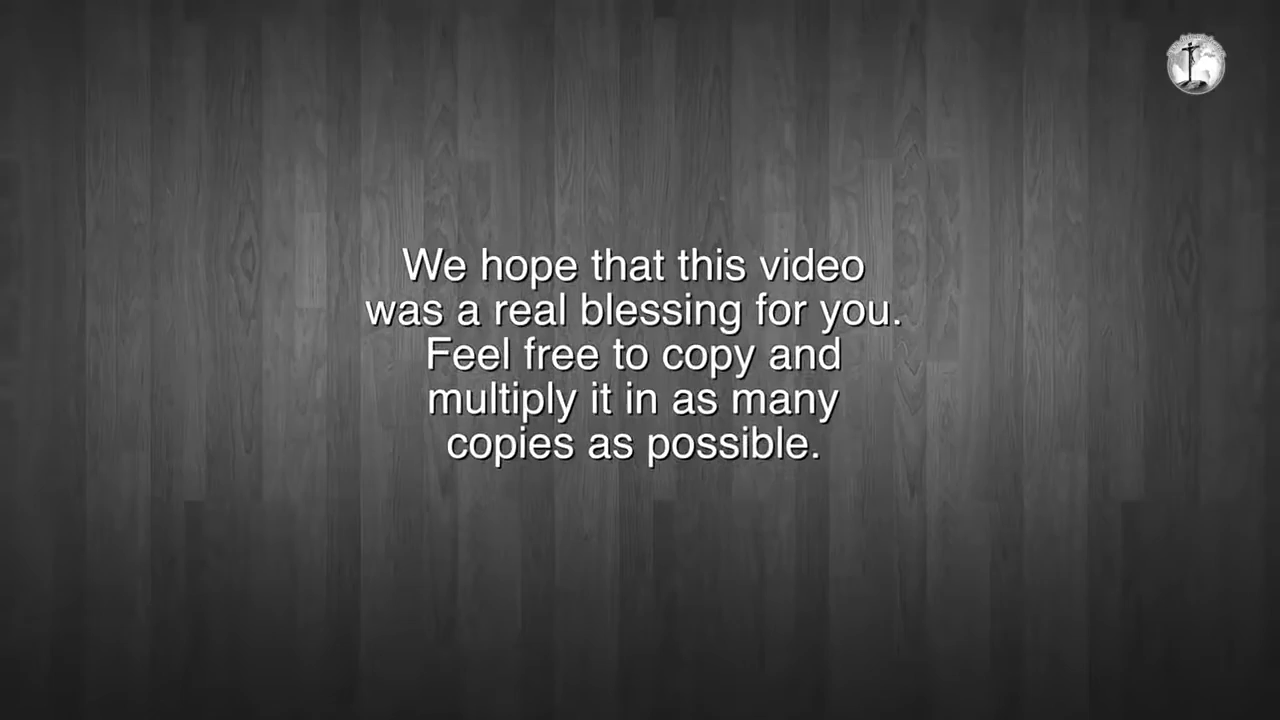 We hope that this video
was a real blessing for you.
Feel free to copy and
multiply it in as many
copies as possible.